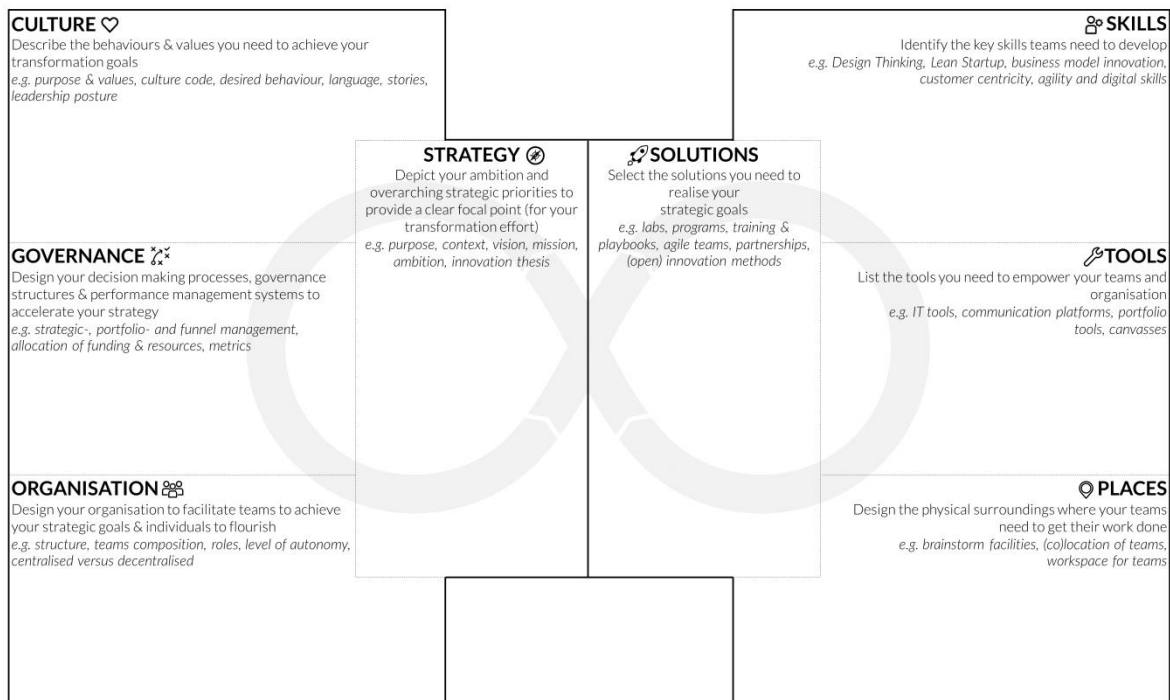 CULTURE
Describe the behaviours & values you need to achieve your
transformation goals
e.g. purpose & values, culture code, desired behaviour, language, stories,
leadership posture
SKILLS
Identify the key skills teams need to develop
e.g. Design Thinking, Lean Startup, business model innovation,
customer centricity, agility and digital skills
STRATEGY
Depict your ambition and
overarching strategic priorities to
provide a clear focal point (for your
transformation effort)
e.g. purpose, context, vision, mission,
ambition, innovation thesis
SOLUTIONS
Select the solutions you need to
realise your
strategic goals
e.g. labs, programs, training &
playbooks, agile teams, partnerships,
(open) innovation methods
GOVERNANCE
Design your decision making processes, governance
structures & performance management systems to
accelerate your strategy
e.g. strategic-, portfolio- and funnel management,
allocation of funding & resources, metrics
TOOLS
List the tools you need to empower your teams and
organisation
e.g. IT tools, communication platforms, portfolio
tools, canvasses
ORGANISATION
Design your organisation to facilitate teams to achieve
your strategic goals & individuals to flourish
e.g. structure, teams composition, roles, level of autonomy,
centralised versus decentralised
PLACES
Design the physical surroundings where your teams
need to get their work done
e.g. brainstorm facilities, (co)location of teams,
workspace for teams